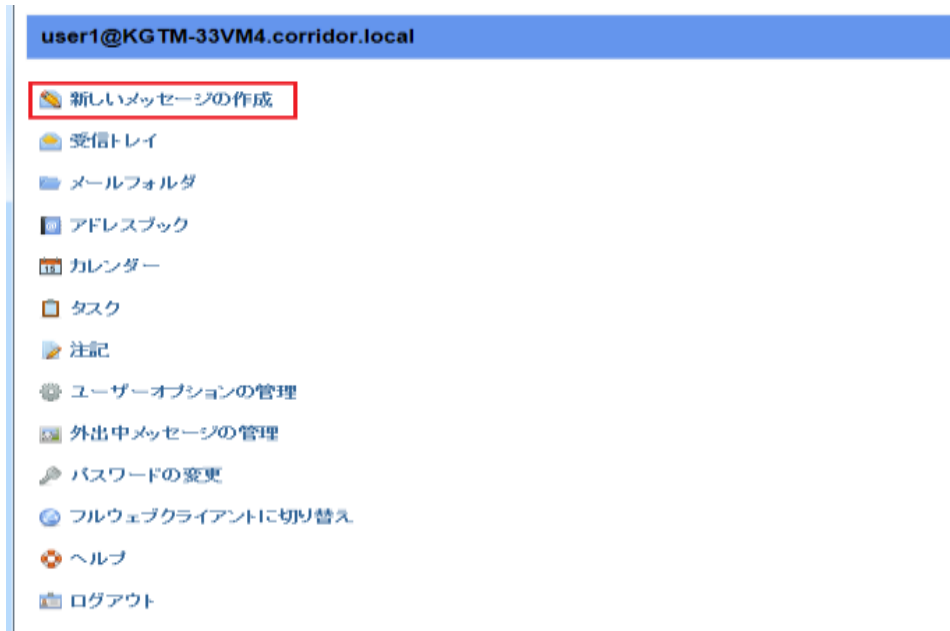 user1@KGTM-33VM4.corridor.local
新しいメッセージの作成
受信トレイ
メールフォルダ
アドレスブック
カレンダー
タスク
注記
ユーザーオプションの管理
外出中メッセージの管理
パスワードの変更
フルウェブクライアントに切り替え
ヘルプ
ログアウト